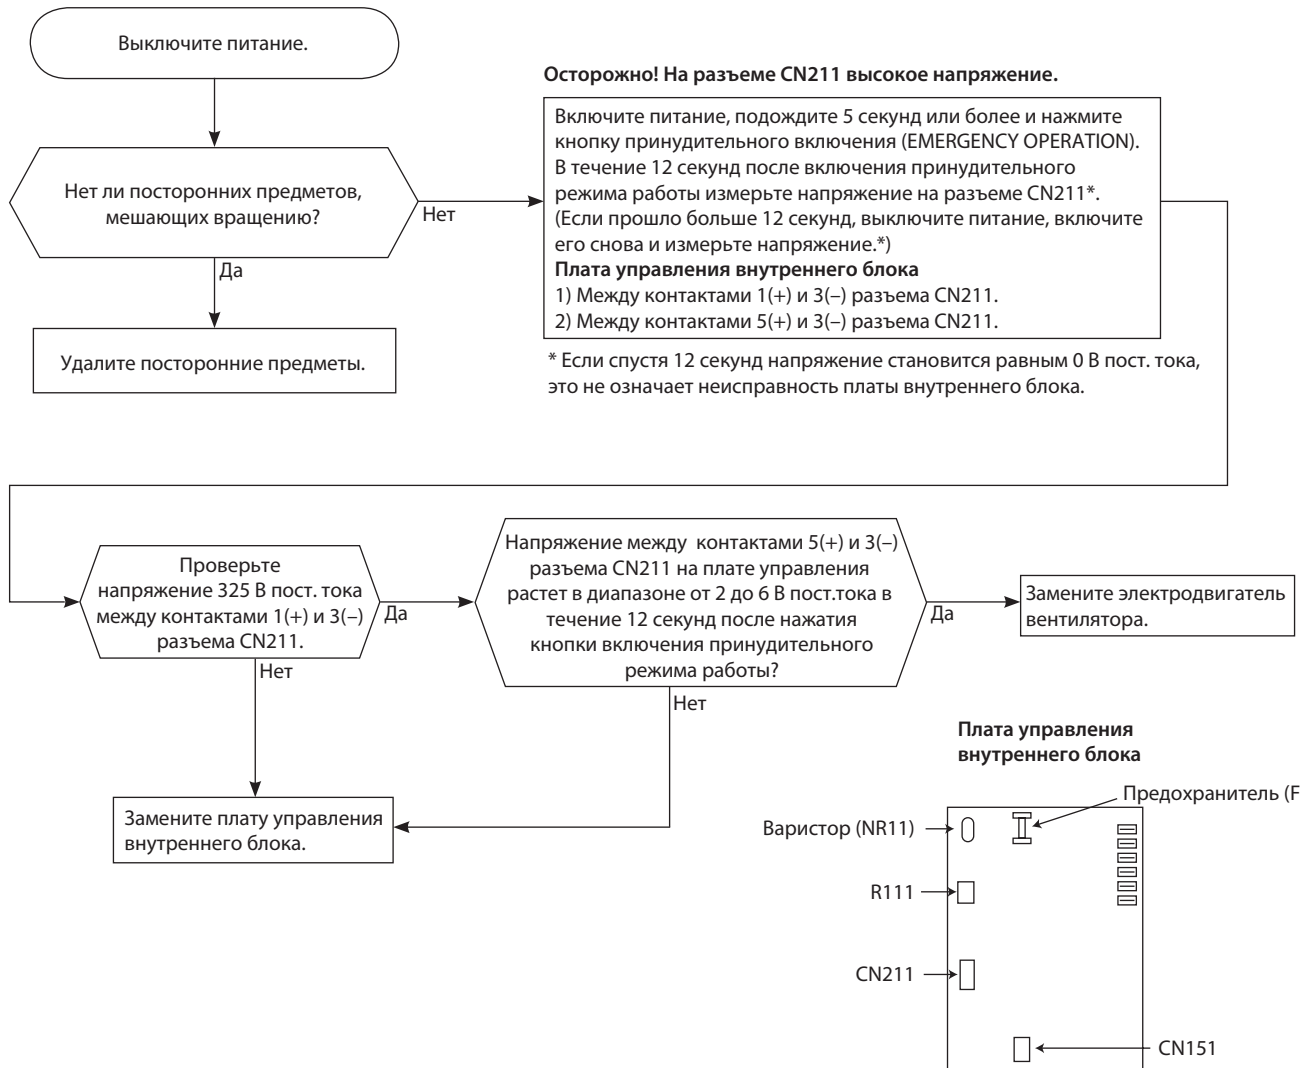 Выключите питание.
Нет ли посторонних предметов,
мешающих вращению?
Нет
Да
Удалите посторонние предметы.
Осторожно! На разъеме CN211 высокое напряжение.
Включите питание, подождите 5 секунд или более и нажмите
кнопку принудительного включения (EMERGENCY OPERATION).
В течение 12 секунд после включения принудительного
режима работы измерьте напряжение на разъеме CN211*.
(Если прошло больше 12 секунд, выключите питание, включите
его снова и измерьте напряжение.*)
Плата управления внутреннего блока
1) Между контактами 1(+) и 3(–) разъема CN211.
2) Между контактами 5(+) и 3(–) разъема CN211.
* Если спустя 12 секунд напряжение становится равным 0 В пост. тока,
это не означает неисправность платы внутреннего блока.
Проверьте
напряжение 325 В пост. тока
между контактами 1(+) и 3(–)
разъема CN211.
Да
Нет
Напряжение между контактами 5(+) и 3(–)
разъема CN211 на плате управления
растет в диапазоне от 2 до 6 В пост.тока в
течение 12 секунд после нажатия
кнопки включения принудительного
режима работы?
Да
Нет
Замените электродвигатель
вентилятора.
Замените плату управления
внутреннего блока.
Плата управления
внутреннего блока
Предохранитель (F
Варистор (NR11)
R111
CN211
CN151